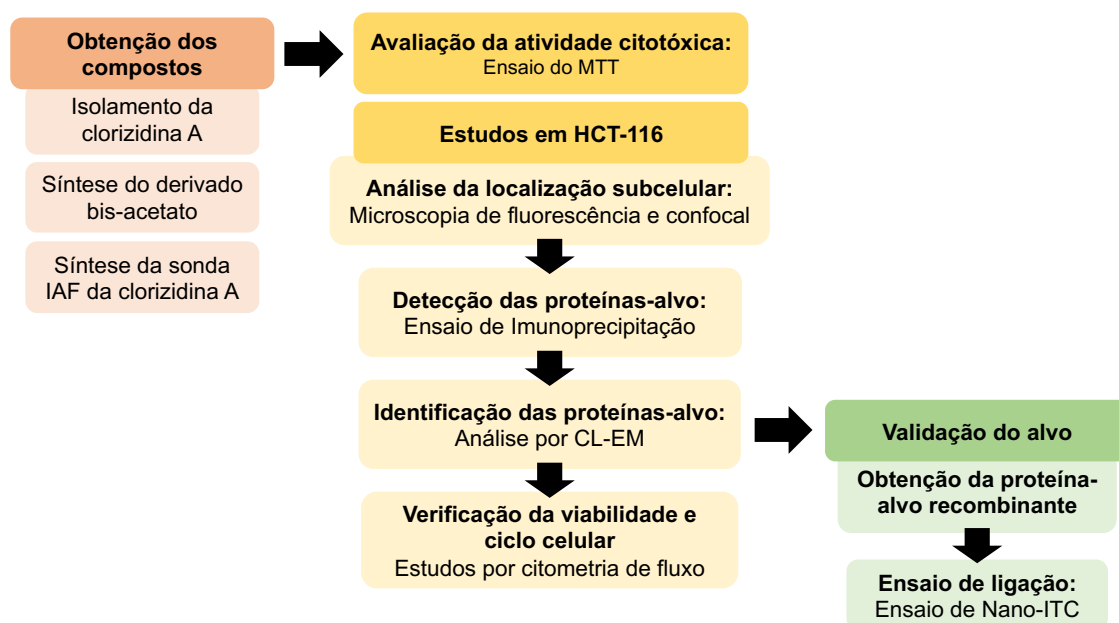 Obtenção dos
compostos
Isolamento da
clorizidina A
Síntese do derivado
bis-acetato
Síntese da sonda
IAF da clorizidina A
Avaliação da atividade citotóxica:
Ensaio do MTT
Estudos em HCT-116
Análise da localização subcelular:
Microscopia de fluorescência e confocal
Detecção das proteínas-alvo:
Ensaio de Imunoprecipitação
Identificação das proteínas-alvo:
Análise por CL-EM
Verificação da viabilidade e
ciclo celular
Estudos por citometria de fluxo
Validação do alvo
Obtenção da proteína-
alvo recombinante
Ensaio de ligação:
Ensaio de Nano-ITC